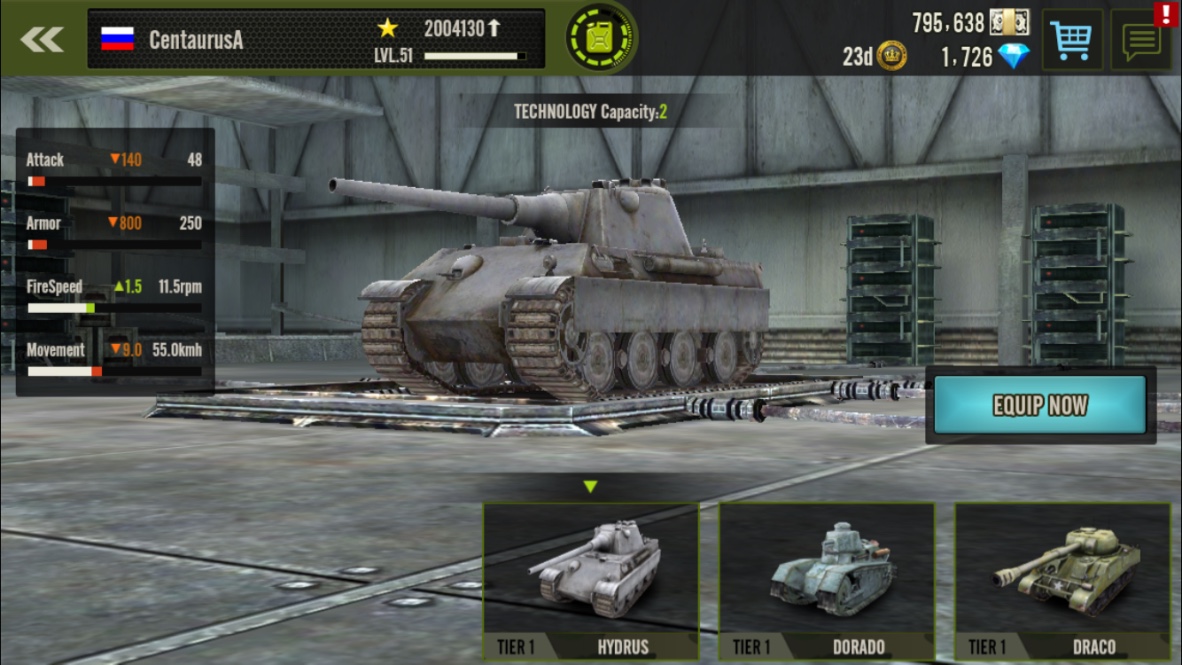 CentaurusA
2004130
LVL.51
795,638
23d
1,726
TECHNOLOGY Capacity:2
Attack ▼140 48
Armor ▼800 250
FireSpeed ▲1.5 11.5rpm
Movement ▼9.0 55.0kmh
EQUIP NOW
TIER 1 HYDRUS
TIER 1 DORADO
TIER 1 DRACO